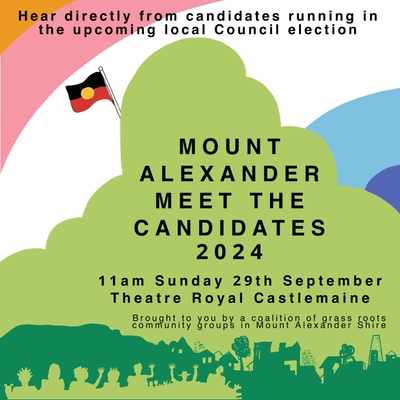 Hear directly from candidates running in
the upcoming local Council election
MOUNT
ALEXANDER
MEET THE
CANDIDATES
2024
11am Sunday 29th September
Theatre Royal Castlemaine
Brought to you by a coalition of grass roots
community groups in Mount Alexander Shire